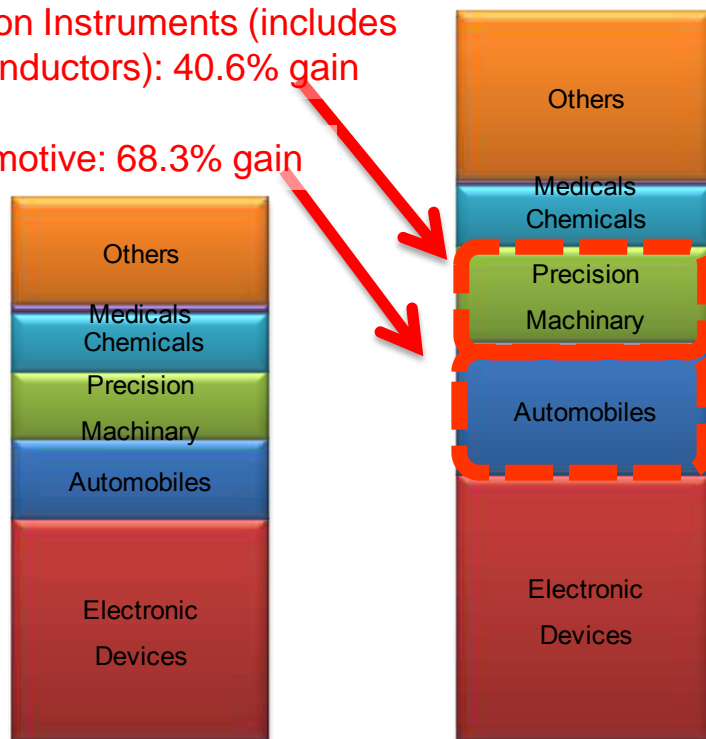 on Instruments (includes
nductors): 40.6% gain
motive: 68.3% gain
Others
Medicals
Chemicals
Precision
Machinary
Automobiles
Electronic
Devices
Others
Medicals
Chemicals
Precision
Machinary
Automobiles
Electronic
Devices